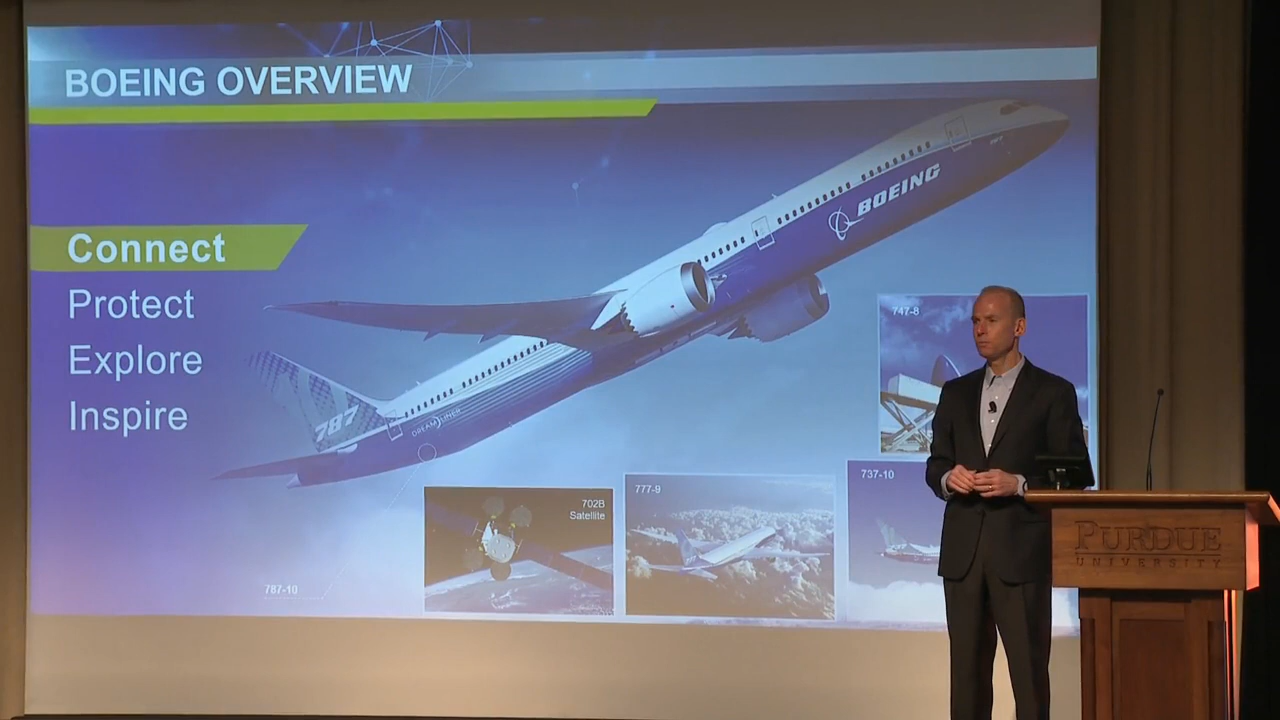 BOEING OVERVIEW
Connect
Protect
Explore
Inspire
BOEING
787
DREAMLINER
787-10
702B
Satellite
777-9
747-8
737-10
PURDUE
UNIVERSITY